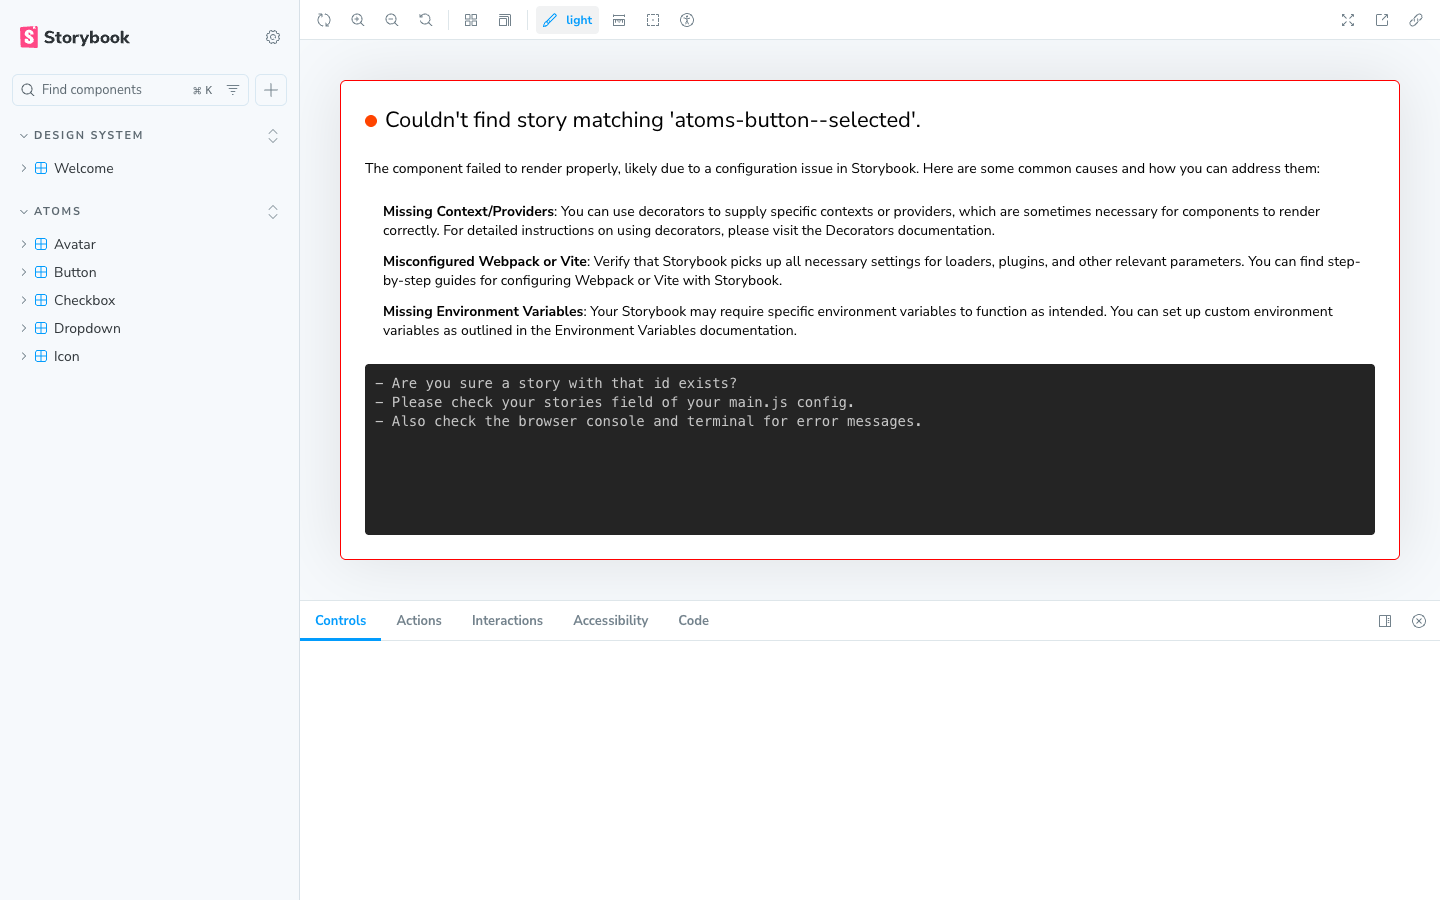 Storybook
Find components
⌘ K
DESIGN SYSTEM
Welcome
ATOMS
Avatar
Button
Checkbox
Dropdown
Icon
light
Couldn't find story matching 'atoms-button--selected'.
The component failed to render properly, likely due to a configuration issue in Storybook. Here are some common causes and how you can address them:
Missing Context/Providers: You can use decorators to supply specific contexts or providers, which are sometimes necessary for components to render
correctly. For detailed instructions on using decorators, please visit the Decorators documentation.
Misconfigured Webpack or Vite: Verify that Storybook picks up all necessary settings for loaders, plugins, and other relevant parameters. You can find step-
by-step guides for configuring Webpack or Vite with Storybook.
Missing Environment Variables: Your Storybook may require specific environment variables to function as intended. You can set up custom environment
variables as outlined in the Environment Variables documentation.
- Are you sure a story with that id exists?
- Please check your stories field of your main.js config.
- Also check the browser console and terminal for error messages.
Controls
Actions
Interactions
Accessibility
Code